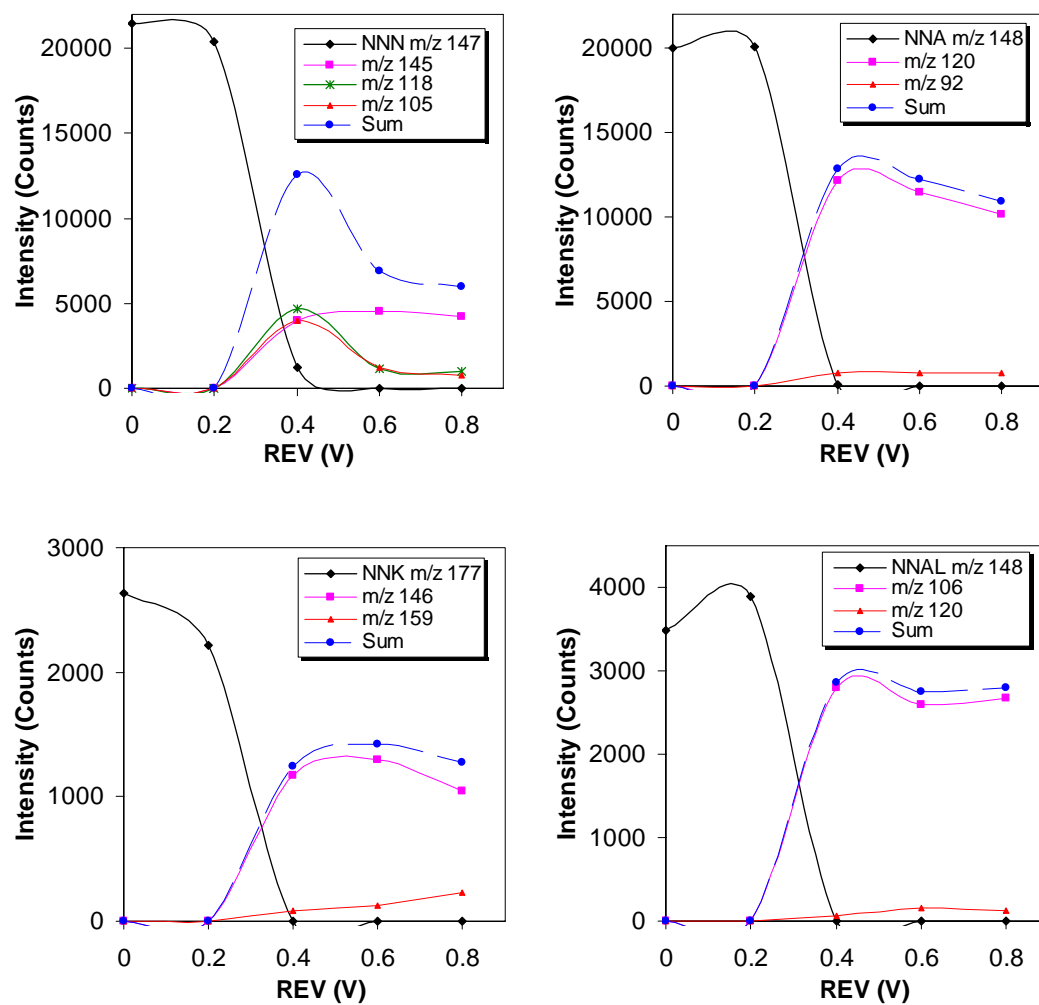 20000
15000
10000
5000
0
Intensity (Counts)
NNN m/z 147
m/z 145
m/z 118
m/z 105
Sum
0 0.2 0.4 0.6 0.8
REV (V)
20000
15000
10000
5000
0
Intensity (Counts)
NNA m/z 148
m/z 120
m/z 92
Sum
0 0.2 0.4 0.6 0.8
REV (V)
3000
2000
1000
0
Intensity (Counts)
NNK m/z 177
m/z 146
m/z 159
Sum
0 0.2 0.4 0.6 0.8
REV (V)
4000
3000
2000
1000
0
Intensity (Counts)
NNAL m/z 148
m/z 106
m/z 120
Sum
0 0.2 0.4 0.6 0.8
REV (V)